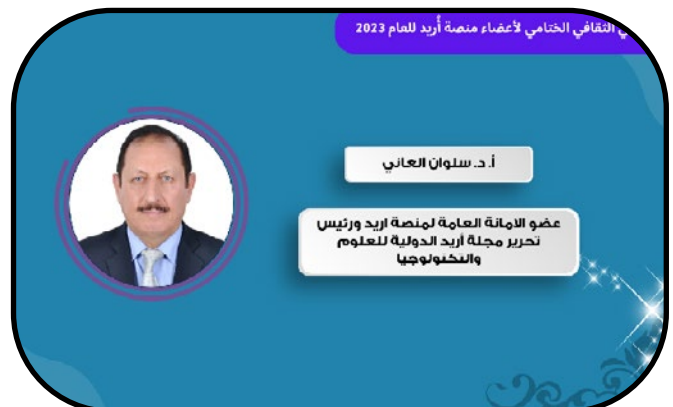 الثقافي الختامي لأعضاء منصة أُريد للعام 2023
أ.د. سلوان العاني
عضو الامانة العامة لمنصة اريد ورئيس
تحرير مجلة أريد الدولية للعلوم
والتكنولوجيا